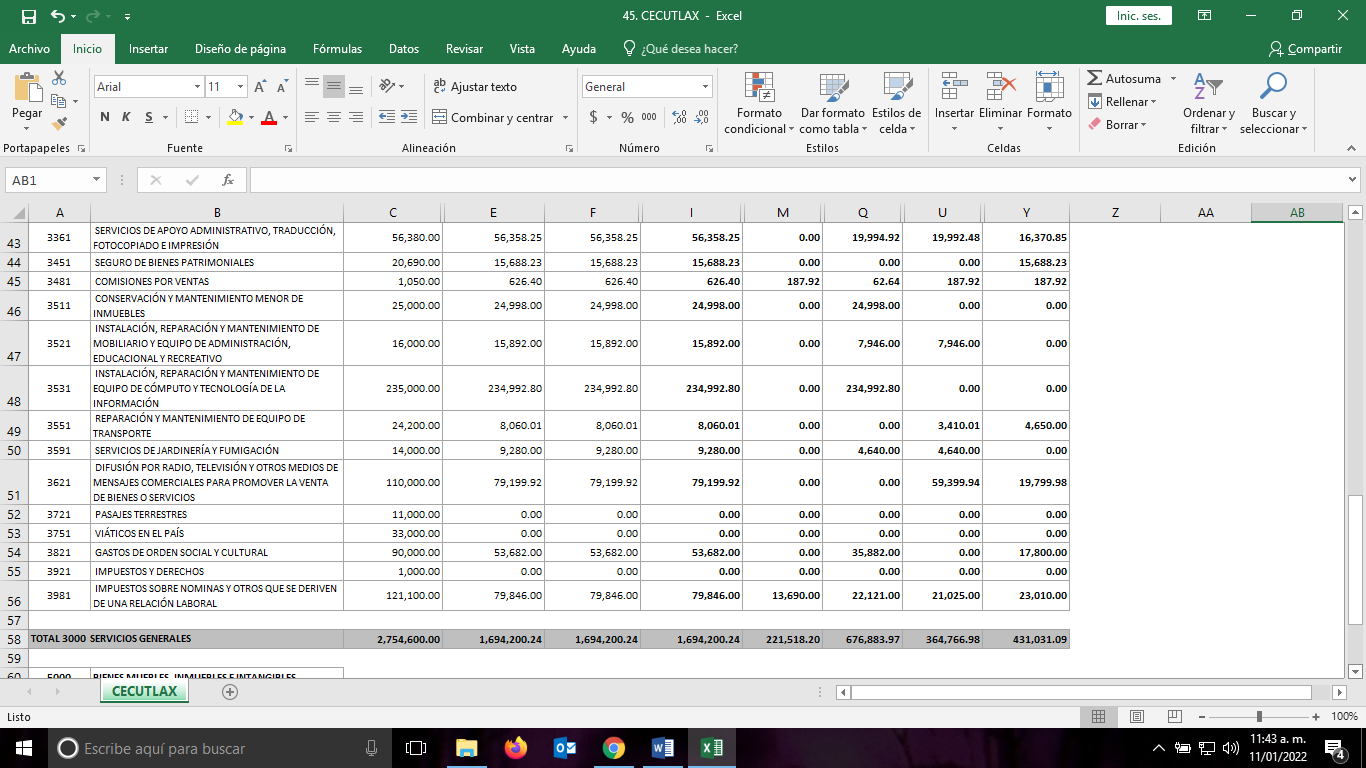 45. CECUTLAX - Excel
Inic. ses.
Archivo Inicio Insertar Diseño de página Fórmulas Datos Revisar Vista Ayuda ¿Qué desea hacer? Compartir
Pegar
Arial 11
N K S
Ajustar texto
Combinar y centrar
General
$ % 000
Formato condicional
Dar formato como tabla
Estilos de celda
Insertar Eliminar Formato
Autosuma
Rellenar
Borrar
Ordenar y filtrar
Buscar y seleccionar
Portapapeles Fuente Alineación Número Estilos Celdas Edición
AB1 fx
A B C E F I M Q U Y Z AA AB
43 3361 SERVICIOS DE APOYO ADMINISTRATIVO, TRADUCCIÓN, 56,380.00 56,358.25 56,358.25 56,358.25 0.00 19,994.92 19,992.48 16,370.85
FOTOCOPIADO E IMPRESIÓN
44 3451 SEGURO DE BIENES PATRIMONIALES 20,690.00 15,688.23 15,688.23 15,688.23 0.00 0.00 0.00 15,688.23
45 3481 COMISIONES POR VENTAS 1,050.00 626.40 626.40 626.40 187.92 62.64 187.92 187.92
46 3511 CONSERVACIÓN Y MANTENIMIENTO MENOR DE 25,000.00 24,998.00 24,998.00 24,998.00 0.00 24,998.00 0.00 0.00
INMUEBLES
47 3521 INSTALACIÓN, REPARACIÓN Y MANTENIMIENTO DE 16,000.00 15,892.00 15,892.00 15,892.00 0.00 7,946.00 7,946.00 0.00
MOBILIARIO Y EQUIPO DE ADMINISTRACIÓN,
EDUCACIONAL Y RECREATIVO
48 3531 INSTALACIÓN, REPARACIÓN Y MANTENIMIENTO DE 235,000.00 234,992.80 234,992.80 234,992.80 0.00 234,992.80 0.00 0.00
EQUIPO DE CÓMPUTO Y TECNOLOGÍA DE LA
INFORMACIÓN
49 3551 REPARACIÓN Y MANTENIMIENTO DE EQUIPO DE 24,200.00 8,060.01 8,060.01 8,060.01 0.00 0.00 3,410.01 4,650.00
TRANSPORTE
50 3591 SERVICIOS DE JARDINERÍA Y FUMIGACIÓN 14,000.00 9,280.00 9,280.00 9,280.00 0.00 4,640.00 4,640.00 0.00
51 3621 DIFUSIÓN POR RADIO, TELEVISIÓN Y OTROS MEDIOS DE 110,000.00 79,199.92 79,199.92 79,199.92 0.00 0.00 59,399.94 19,799.98
MENSAJES COMERCIALES PARA PROMOVER LA VENTA
DE BIENES O SERVICIOS
52 3721 PASAJES TERRESTRES 11,000.00 0.00 0.00 0.00 0.00 0.00 0.00 0.00
53 3751 VIÁTICOS EN EL PAÍS 33,000.00 0.00 0.00 0.00 0.00 0.00 0.00 0.00
54 3821 GASTOS DE ORDEN SOCIAL Y CULTURAL 90,000.00 53,682.00 53,682.00 53,682.00 0.00 35,882.00 0.00 17,800.00
55 3921 IMPUESTOS Y DERECHOS 1,000.00 0.00 0.00 0.00 0.00 0.00 0.00 0.00
56 3981 IMPUESTOS SOBRE NOMINAS Y OTROS QUE SE DERIVEN 121,100.00 79,846.00 79,846.00 79,846.00 13,690.00 22,121.00 21,025.00 23,010.00
DE UNA RELACIÓN LABORAL
57
58 TOTAL 3000 SERVICIOS GENERALES 2,754,600.00 1,694,200.24 1,694,200.24 1,694,200.24 221,518.20 676,883.97 364,766.98 431,031.09
59
60 5000 BIENES MUEBLES, INMUEBLES E INTANGIBLES
CECUTLAX
Listo 100%
Escribe aquí para buscar
11:43 a. m.
11/01/2022
4